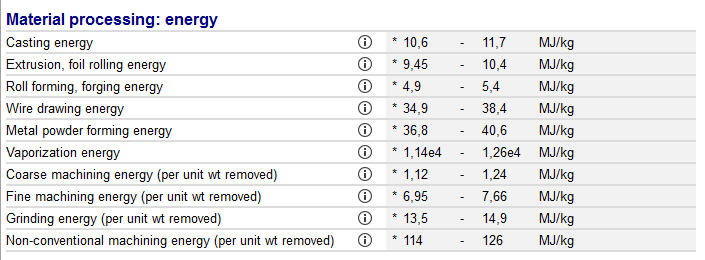 Material processing: energy
Casting energy * 10,6 - 11,7 MJ/kg
Extrusion, foil rolling energy * 9,45 - 10,4 MJ/kg
Roll forming, forging energy * 4,9 - 5,4 MJ/kg
Wire drawing energy * 34,9 - 38,4 MJ/kg
Metal powder forming energy * 36,8 - 40,6 MJ/kg
Vaporization energy * 1,14e4 - 1,26e4 MJ/kg
Coarse machining energy (per unit wt removed) * 1,12 - 1,24 MJ/kg
Fine machining energy (per unit wt removed) * 6,95 - 7,66 MJ/kg
Grinding energy (per unit wt removed) * 13,5 - 14,9 MJ/kg
Non-conventional machining energy (per unit wt removed) * 114 - 126 MJ/kg